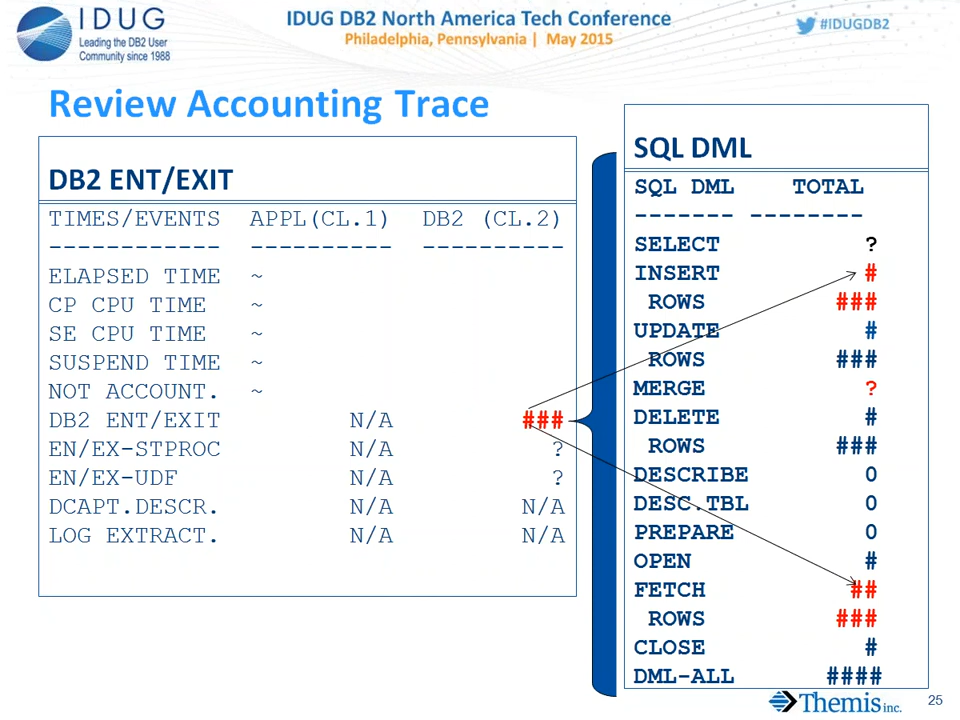 IDUG
Leading the DB2 User
Community since 1988
IDUG DB2 North America Tech Conference
Philadelphia, Pennsylvania | May 2015
#IDUGDB2
Review Accounting Trace
DB2 ENT/EXIT
TIMES/EVENTS APPL(CL.1) DB2 (CL.2)
------------ ---------- ----------
ELAPSED TIME ~
CP CPU TIME ~
SE CPU TIME ~
SUSPEND TIME ~
NOT ACCOUNT. ~
DB2 ENT/EXIT N/A ###
EN/EX-STPROC N/A ?
EN/EX-UDF N/A ?
DCAPT.DESCR. N/A N/A
LOG EXTRACT. N/A N/A
SQL DML
SQL DML TOTAL
------- --------
SELECT ?
INSERT #
ROWS ###
UPDATE #
ROWS ###
MERGE ?
DELETE #
ROWS ###
DESCRIBE 0
DESC.TBL 0
PREPARE 0
OPEN #
FETCH ##
ROWS ###
CLOSE #
DML-ALL ####
Themis inc.
25